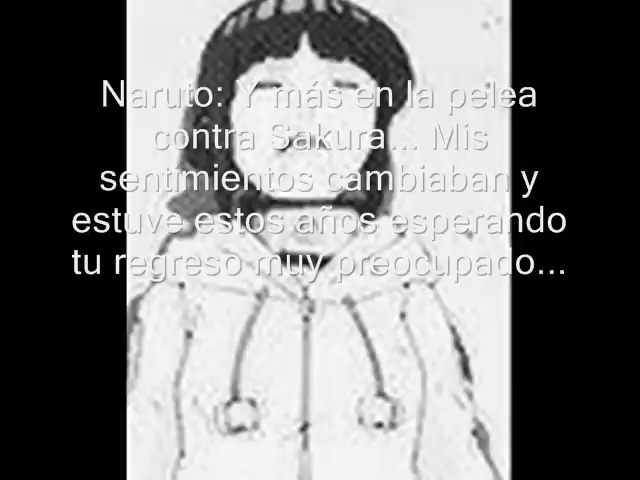 Naruto: Y más en la pelea
contra Sakura... Mis
sentimientos cambiaban y
estuve estos años esperando
tu regreso muy preocupado...